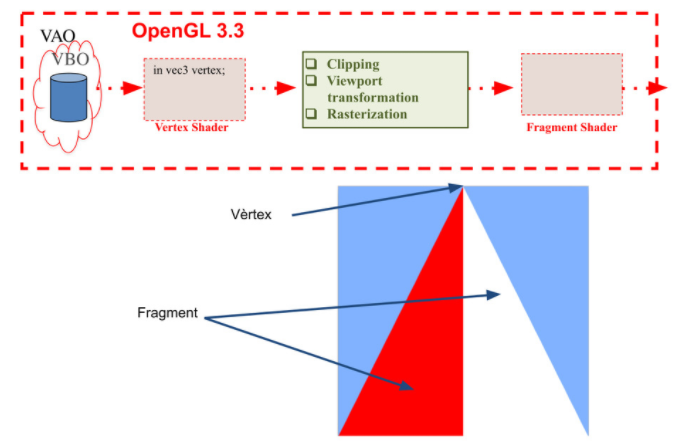 OpenGL 3.3
VAO
VBO
in vec3 vertex;
Vertex Shader
Clipping
Viewport
transformation
Rasterization
Fragment Shader
Vèrtex
Fragment